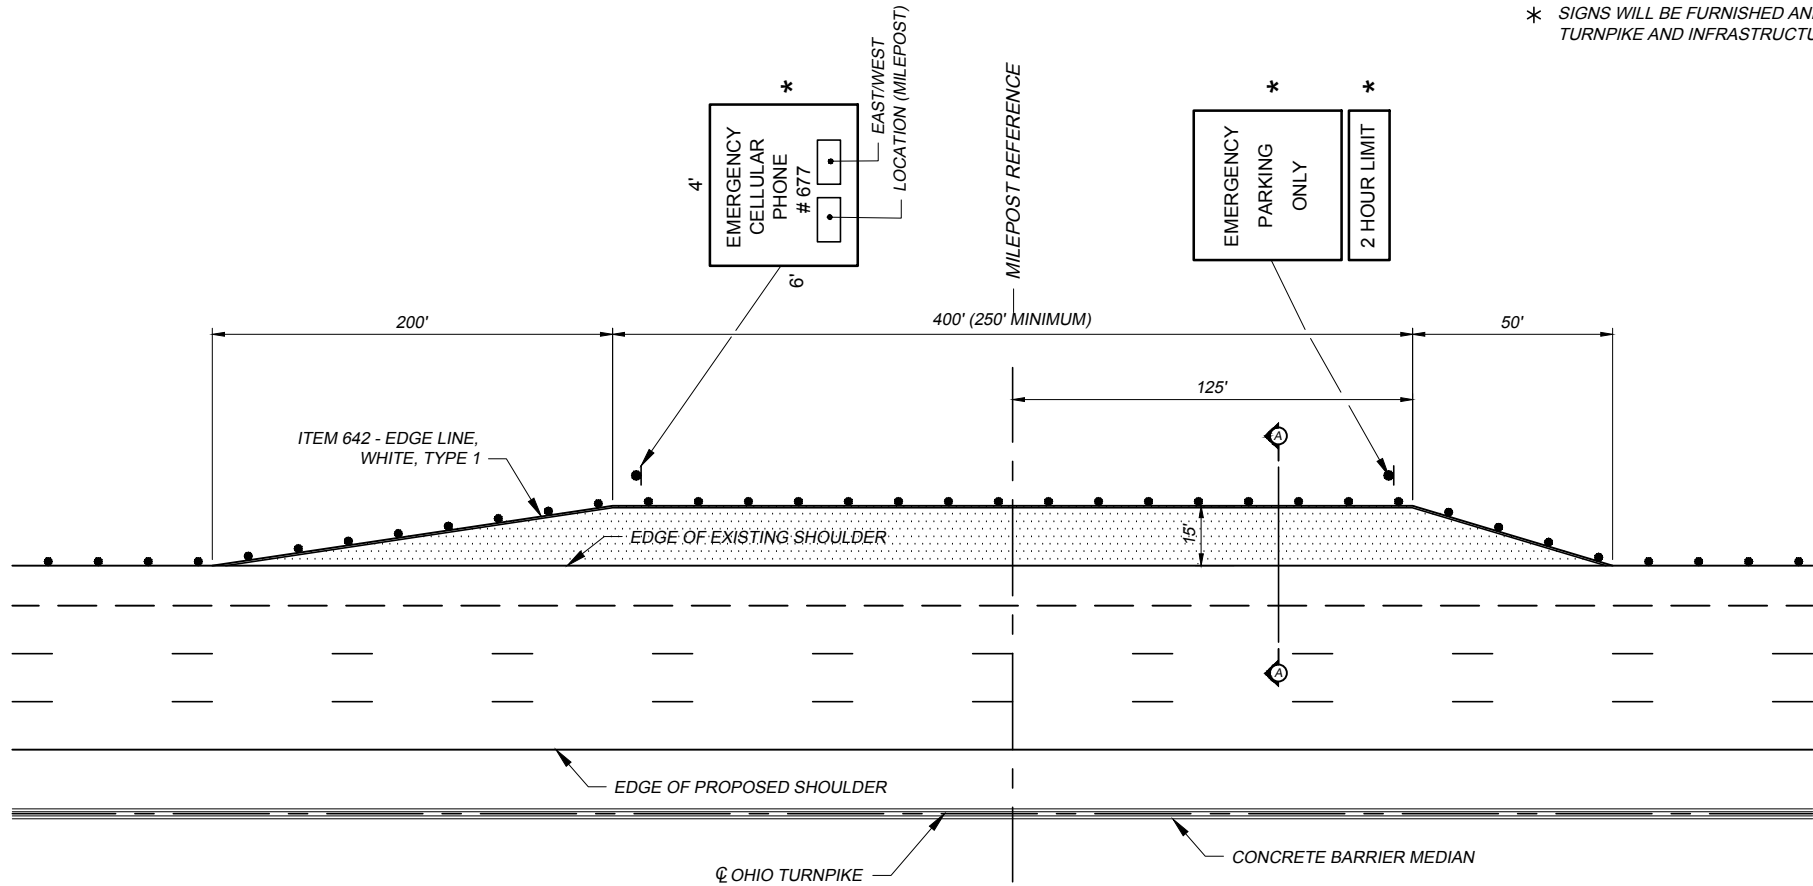 * SIGNS WILL BE FURNISHED AN
TURNPIKE AND INFRASTRUCTU
4'
EMERGENCY
CELLULAR
PHONE
# 677
*
6'
EAST/WEST
LOCATION (MILEPOST)
MILEPOST REFERENCE
EMERGENCY
PARKING
ONLY
*
2 HOUR LIMIT
*
200'
400' (250' MINIMUM)
50'
125'
ITEM 642 - EDGE LINE,
WHITE, TYPE 1
A
EDGE OF EXISTING SHOULDER
15'
A
EDGE OF PROPOSED SHOULDER
CONCRETE BARRIER MEDIAN
℄ OHIO TURNPIKE